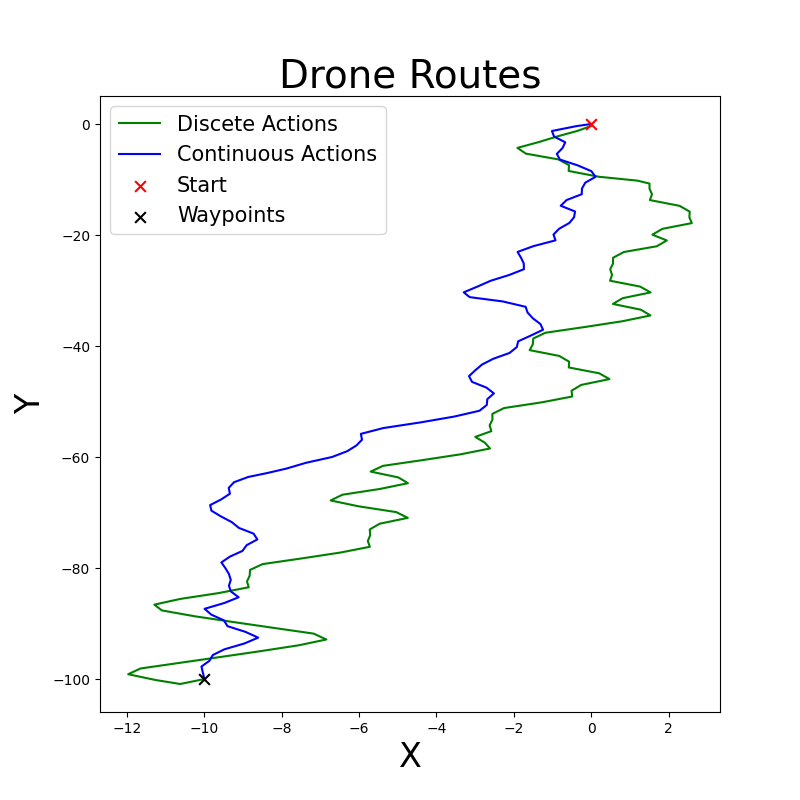 Drone Routes
Discete Actions
Continuous Actions
Start
Waypoints
0
−20
−40
−60
−80
−100
Y
−12 −10 −8 −6 −4 −2 0 2
X